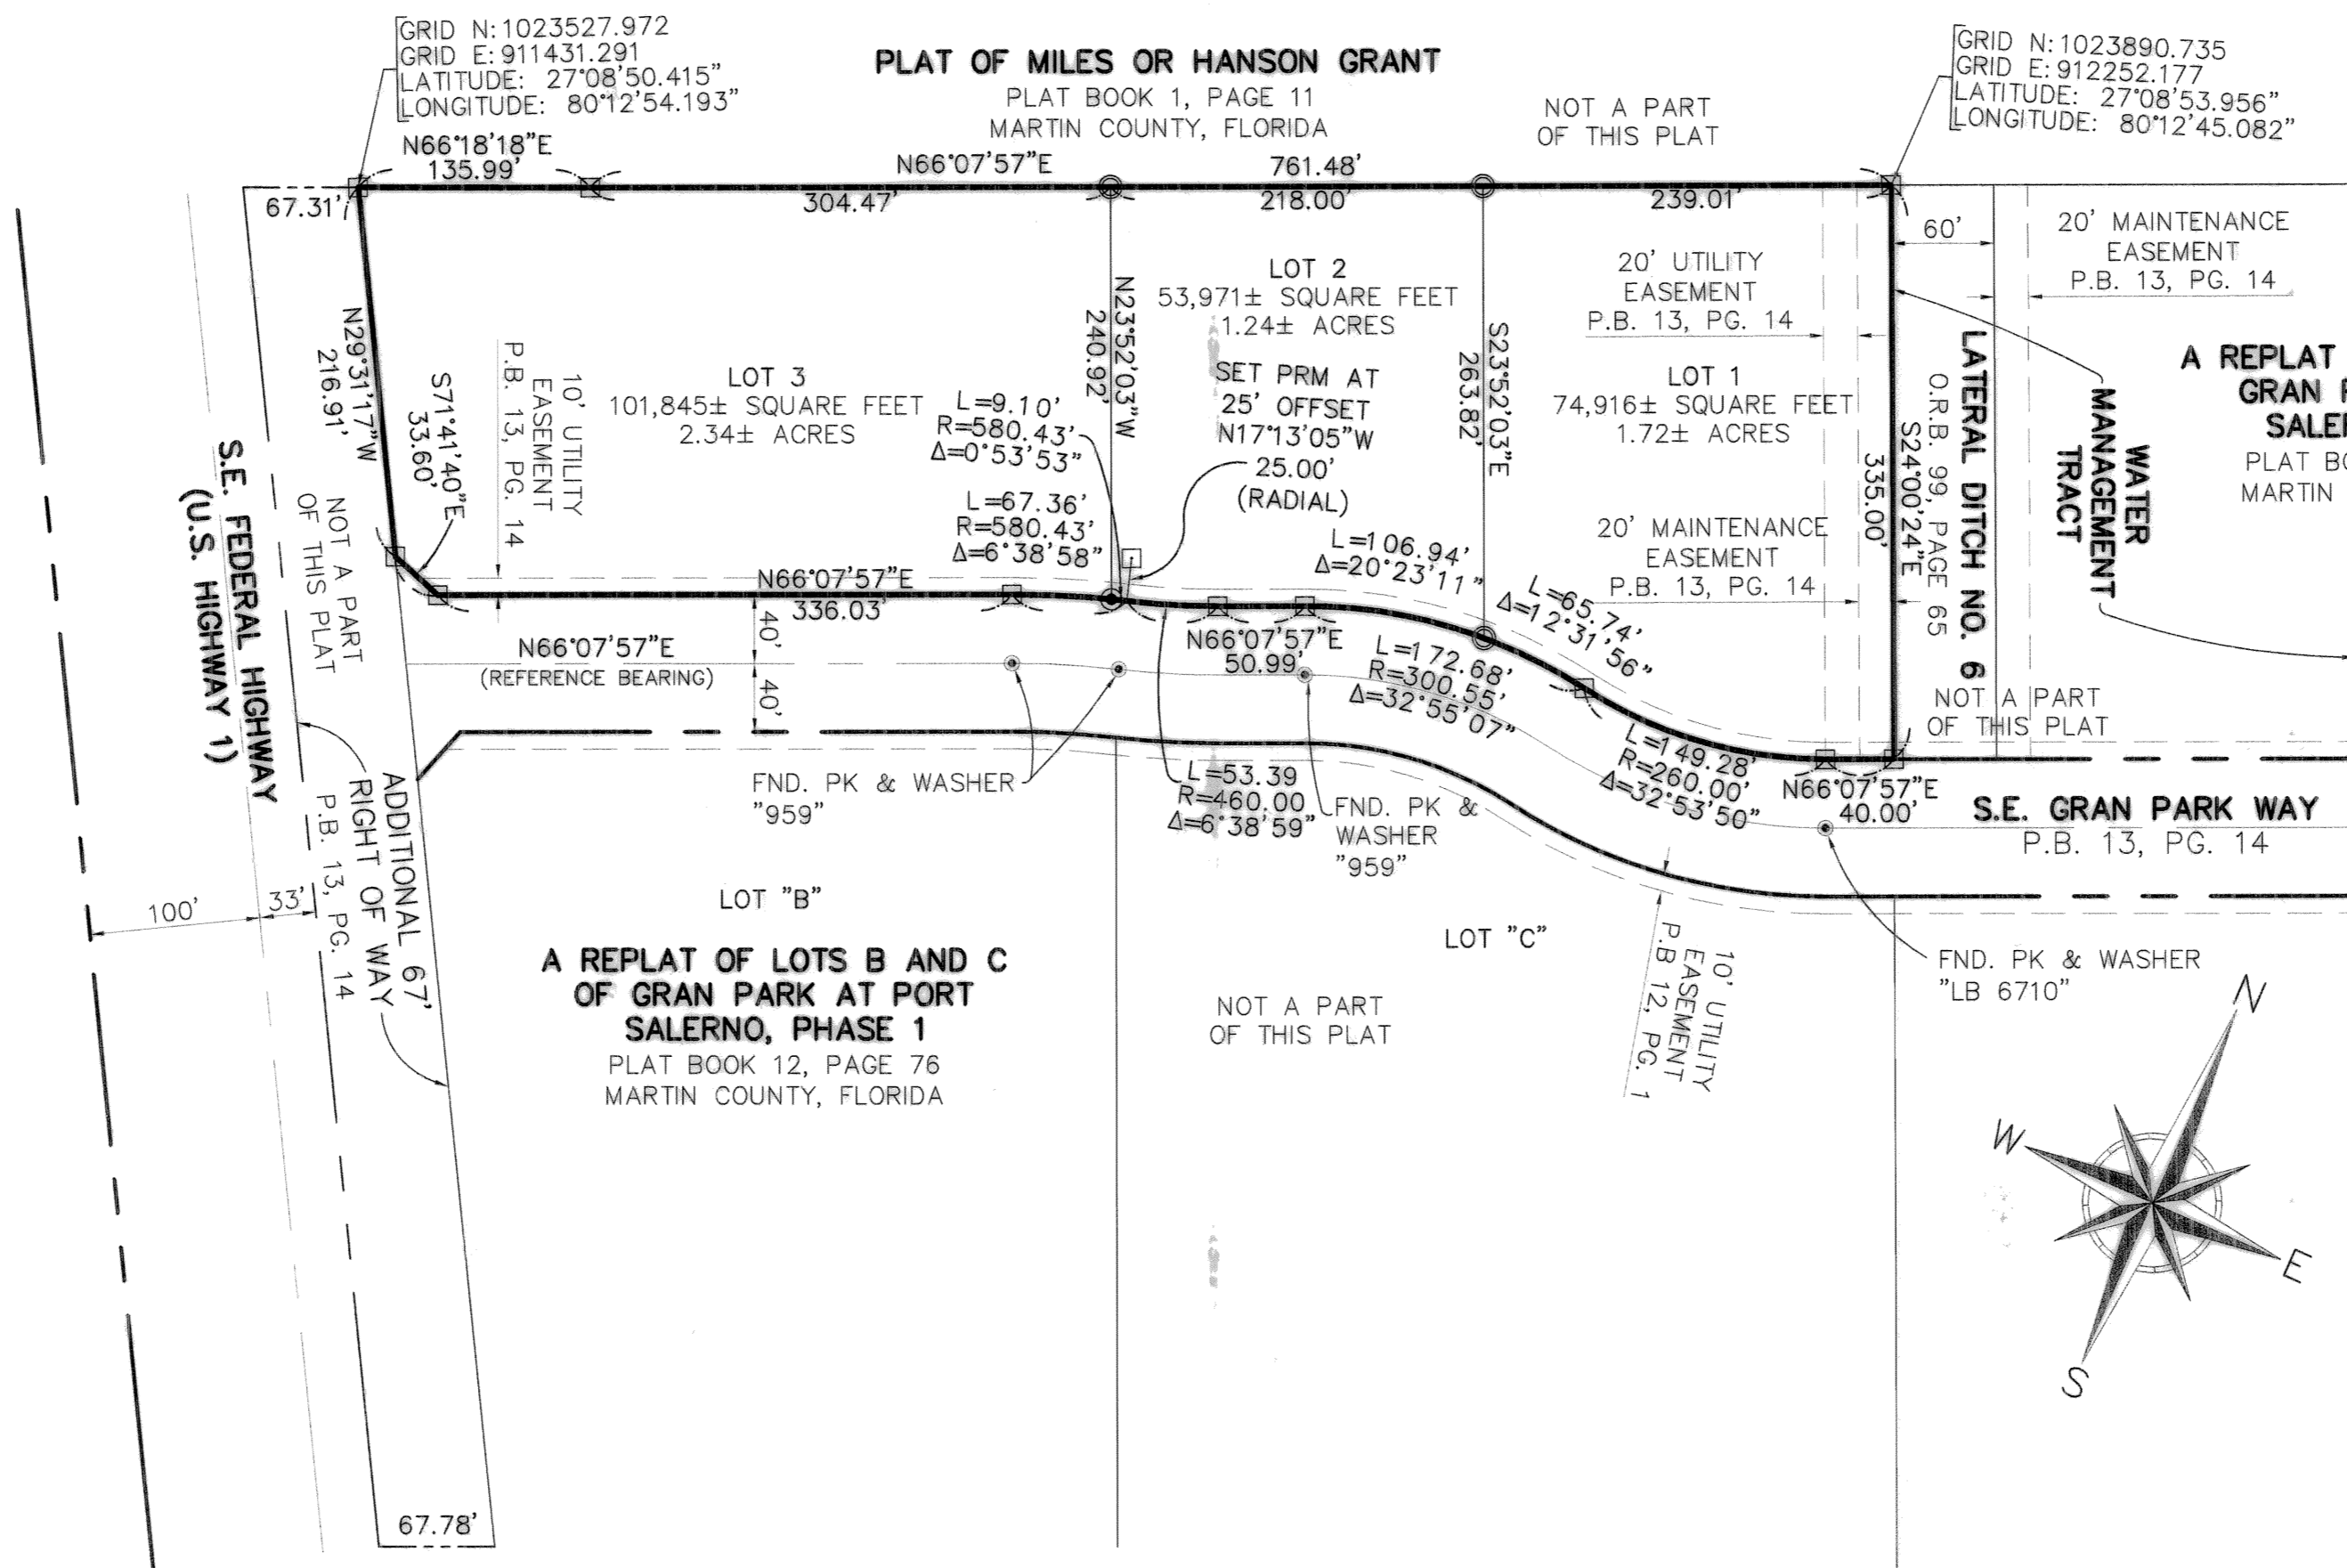 GRID N: 1023527.972
GRID E: 911431.291
LATITUDE: 27°08'50.415"
LONGITUDE: 80°12'54.193"
PLAT OF MILES OR HANSON GRANT
PLAT BOOK 1, PAGE 11
MARTIN COUNTY, FLORIDA
NOT A PART
OF THIS PLAT
GRID N: 1023890.735
GRID E: 912252.177
LATITUDE: 27°08'53.956"
LONGITUDE: 80°12'45.082"
N66°18'18"E
135.99'
N66°07'57"E
761.48'
67.31'
304.47'
218.00'
239.01'
60'
20' MAINTENANCE
EASEMENT
P.B. 13, PG. 14
N29°31'17"W
216.91'
S71°41'40"E
33.60'
10' UTILITY
EASEMENT
P.B. 13, PG. 14
LOT 3
101,845± SQUARE FEET
2.34± ACRES
L=9.10'
R=580.43'
Δ=0°53'53"
L=67.36'
R=580.43'
Δ=6°38'58"
N23°52'03"W
240.92'
LOT 2
53,971± SQUARE FEET
1.24± ACRES
SET PRM AT
25' OFFSET
N17°13'05"W
25.00'
(RADIAL)
S23°52'03"E
263.82'
20' UTILITY
EASEMENT
P.B. 13, PG. 14
LOT 1
74,916± SQUARE FEET
1.72± ACRES
20' MAINTENANCE
EASEMENT
P.B. 13, PG. 14
S24°00'24"E
335.00'
LATERAL DITCH NO. 6
O.R.B. 99, PAGE 65
WATER
MANAGEMENT
TRACT
A REPLAT
GRAN
SALER
PLAT BO
MARTIN
NOT A PART
OF THIS PLAT
S.E. FEDERAL HIGHWAY
(U.S. HIGHWAY 1)
NOT A PART
OF THIS PLAT
N66°07'57"E
336.03'
N66°07'57"E
(REFERENCE BEARING)
40'
40'
L=106.94'
Δ=20°23'11"
L=65.74'
Δ=12°31'56"
N66°07'57"E
50.99'
L=172.68'
R=300.55'
Δ=32°55'07"
L=149.28'
R=260.00'
Δ=32°53'50"
N66°07'57"E
40.00'
S.E. GRAN PARK WAY
P.B. 13, PG. 14
FND. PK & WASHER
"959"
L=53.39
R=460.00
Δ=6°38'59"
FND. PK &
WASHER
"959"
ADDITIONAL 67'
RIGHT OF WAY
P.B. 13, PG. 14
100'
33'
LOT "B"
A REPLAT OF LOTS B AND C
OF GRAN PARK AT PORT
SALERNO, PHASE 1
PLAT BOOK 12, PAGE 76
MARTIN COUNTY, FLORIDA
LOT "C"
NOT A PART
OF THIS PLAT
10' UTILITY
EASEMENT
P.B 12, PG. 1
FND. PK & WASHER
"LB 6710"
N
W
E
S
67.78'